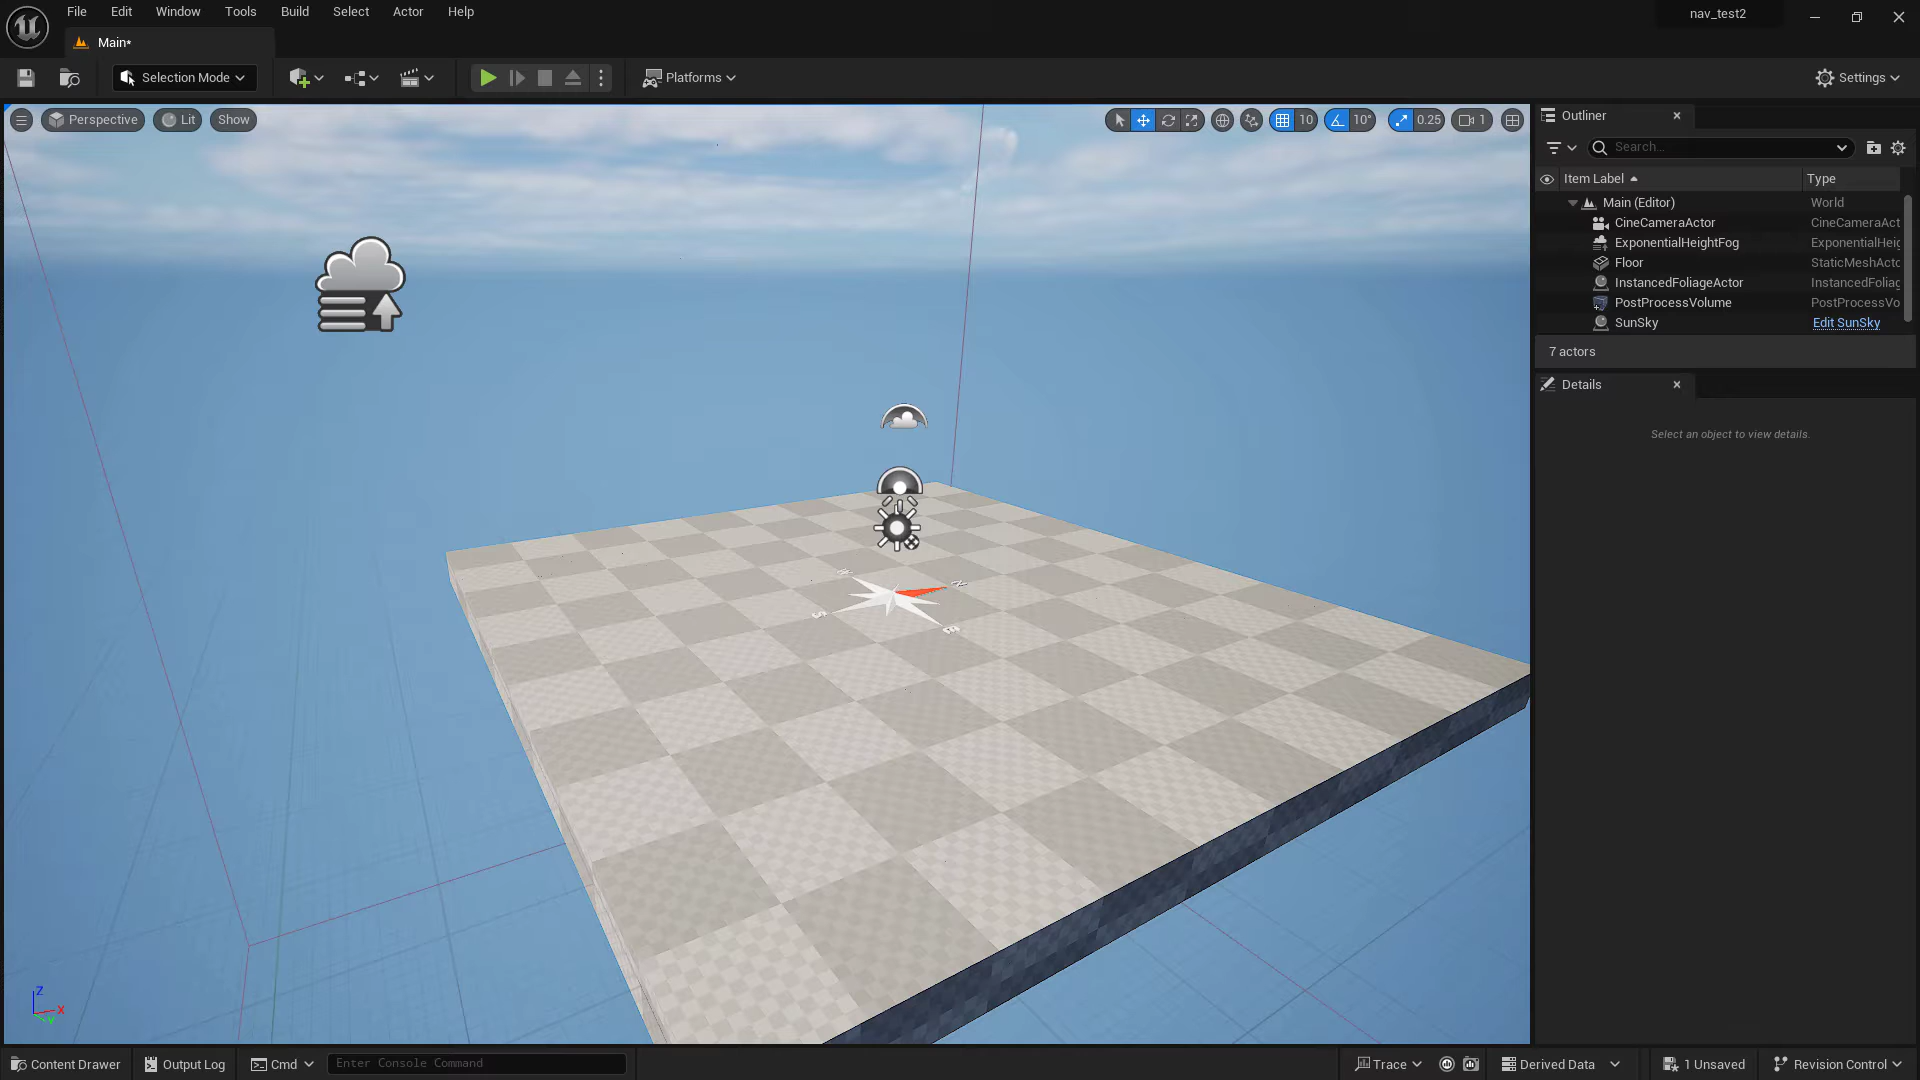 File Edit Window Tools Build Select Actor Help
nav_test2
Main*
Selection Mode
Platforms
Settings
Perspective
Lit
Show
10
10°
0.25
1
Outliner
Search...
Item Label
Type
Main (Editor) World
CineCameraActor CineCameraAct
ExponentialHeightFog ExponentialHeig
Floor StaticMeshActo
InstancedFoliageActor InstancedFoliag
PostProcessVolume PostProcessVo
SunSky Edit SunSky
7 actors
Details
Select an object to view details.
N
S
E
Z
X
Y
Content Drawer
Output Log
Cmd
Enter Console Command
Trace
Derived Data
1 Unsaved
Revision Control